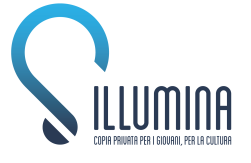 ILLUMINA
COPIA PRIVATA PER I GIOVANI, PER LA CULTURA